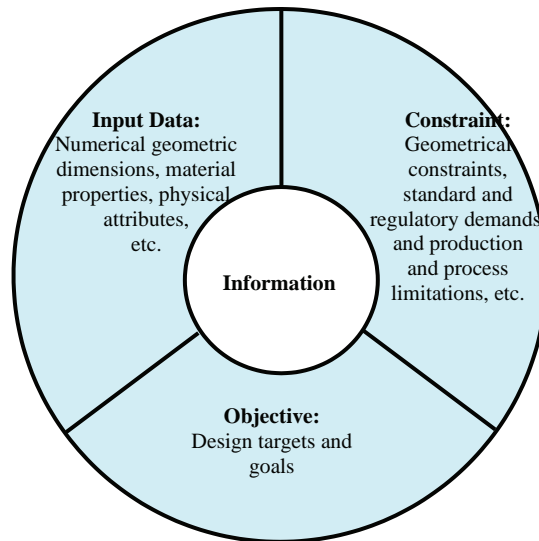 Input Data:
Numerical geometric
dimensions, material
properties, physical
attributes,
etc.
Constraint:
Geometrical
constraints,
standard and
regulatory demands
and production
and process
limitations, etc.
Information
Objective:
Design targets and
goals